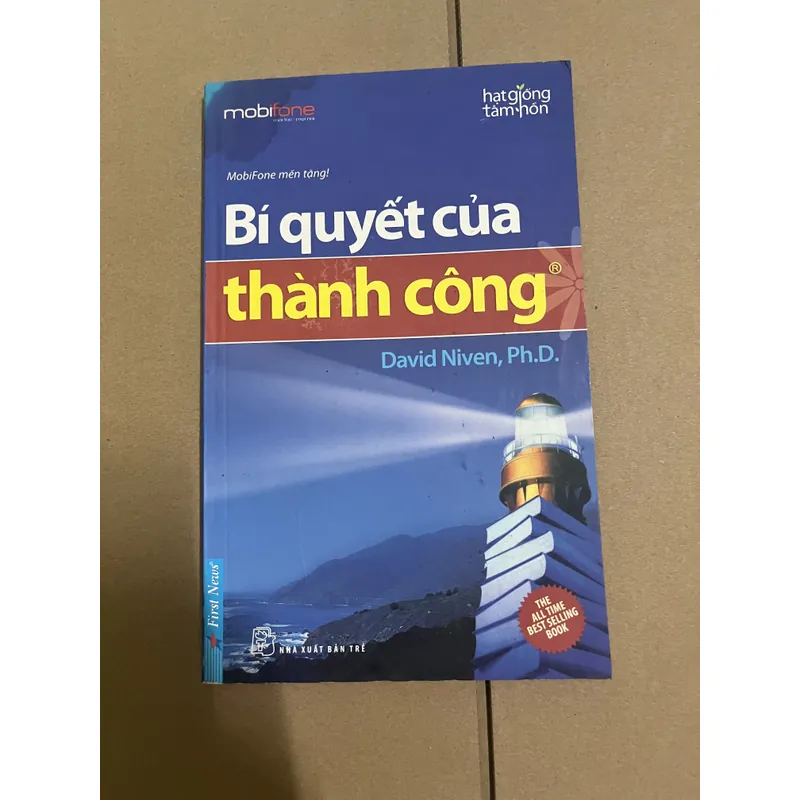 mobifone
hạt giống
tâm hồn
MobiFone mến tặng!
Bí quyết của
thành công®
David Niven, Ph.D.
THE
ALL TIME
BEST SELLING
BOOK
First News
NHÀ XUẤT BẢN TRẺ